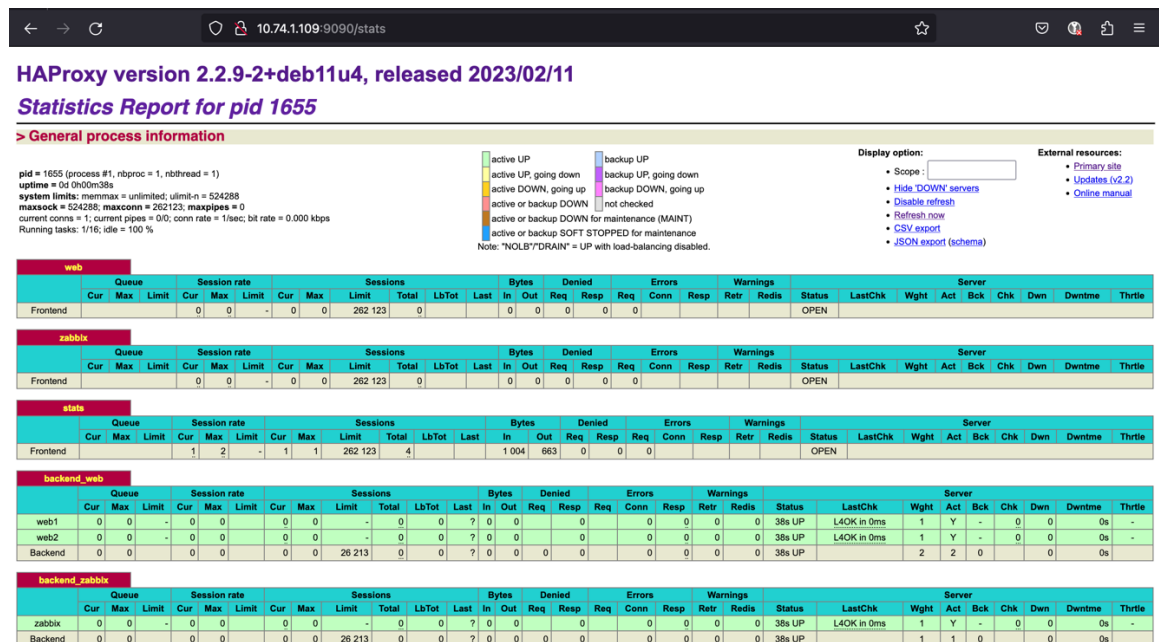 10.74.1.109:9090/stats
HAProxy version 2.2.9-2+deb11u4, released 2023/02/11
Statistics Report for pid 1655
> General process information
pid = 1655 (process #1, nbproc = 1, nbthread = 1)
uptime = 0d 0h00m38s
system limits: memmax = unlimited; ulimit-n = 524288
maxsock = 524288; maxconn = 262123; maxpipes = 0
current conns = 1; current pipes = 0/0; conn rate = 1/sec; bit rate = 0.000 kbps
Running tasks: 1/16; idle = 100 %
active UP backup UP
active UP, going down backup UP, going down
active DOWN, going up backup DOWN, going up
active or backup DOWN not checked
active or backup DOWN for maintenance (MAINT)
active or backup SOFT STOPPED for maintenance
Note: "NOLB"/"DRAIN" = UP with load-balancing disabled.
Display option:
• Scope :
• Hide 'DOWN' servers
• Disable refresh
• Refresh now
• CSV export
• JSON export (schema)
External resources:
• Primary site
• Updates (v2.2)
• Online manual
web
Queue Session rate Sessions Bytes Denied Errors Warnings Server
Cur Max Limit Cur Max Limit Cur Max Limit Total LbTot Last In Out Req Resp Req Conn Resp Retr Redis Status LastChk Wght Act Bck Chk Dwn Dwntme Thrtle
Frontend 0 0 - 0 0 262 123 0 0 0 0 0 0 OPEN
zabbix
Queue Session rate Sessions Bytes Denied Errors Warnings Server
Cur Max Limit Cur Max Limit Cur Max Limit Total LbTot Last In Out Req Resp Req Conn Resp Retr Redis Status LastChk Wght Act Bck Chk Dwn Dwntme Thrtle
Frontend 0 0 - 0 0 262 123 0 0 0 0 0 0 OPEN
stats
Queue Session rate Sessions Bytes Denied Errors Warnings Server
Cur Max Limit Cur Max Limit Cur Max Limit Total LbTot Last In Out Req Resp Req Conn Resp Retr Redis Status LastChk Wght Act Bck Chk Dwn Dwntme Thrtle
Frontend 1 2 - 1 1 262 123 4 1 004 663 0 0 0 OPEN
backend_web
Queue Session rate Sessions Bytes Denied Errors Warnings Server
Cur Max Limit Cur Max Limit Cur Max Limit Total LbTot Last In Out Req Resp Req Conn Resp Retr Redis Status LastChk Wght Act Bck Chk Dwn Dwntme Thrtle
web1 0 0 - 0 0 0 0 - 0 0 ? 0 0 0 0 0 0 0 38s UP L4OK in 0ms 1 Y - 0 0 0s -
web2 0 0 - 0 0 0 0 - 0 0 ? 0 0 0 0 0 0 0 38s UP L4OK in 0ms 1 Y - 0 0 0s -
Backend 0 0 0 0 0 0 26 213 0 0 ? 0 0 0 0 0 0 0 0 38s UP 2 2 0 0 0s
backend_zabbix
Queue Session rate Sessions Bytes Denied Errors Warnings Server
Cur Max Limit Cur Max Limit Cur Max Limit Total LbTot Last In Out Req Resp Req Conn Resp Retr Redis Status LastChk Wght Act Bck Chk Dwn Dwntme Thrtle
zabbix 0 0 - 0 0 0 0 - 0 0 ? 0 0 0 0 0 0 0 38s UP L4OK in 0ms 1 Y - 0 0 0s -
Backend 0 0 0 0 0 0 26 213 0 0 ? 0 0 0 0 0 0 0 0 38s UP 1 1 0 0 0s